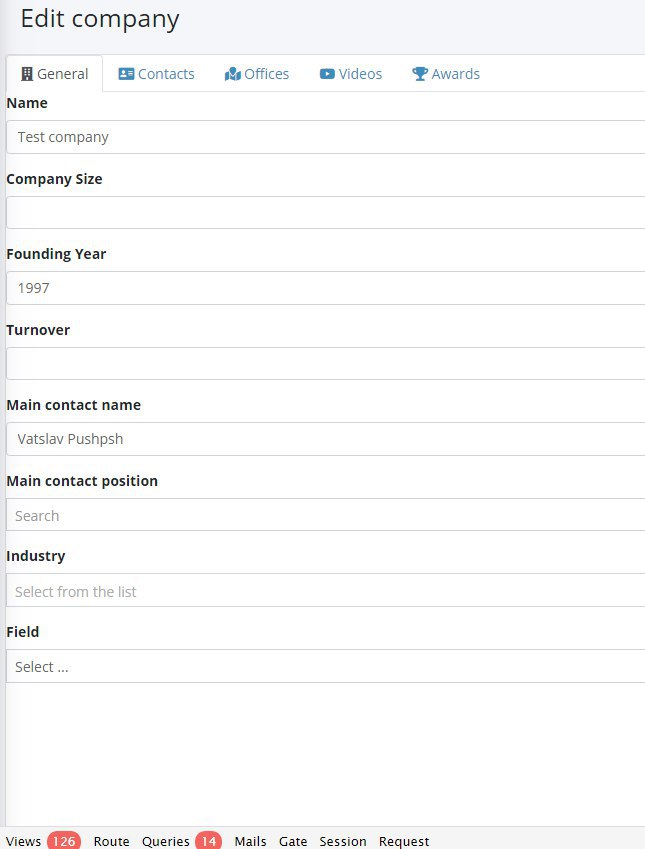 Edit company
General Contacts Offices Videos Awards
Name
Test company
Company Size
Founding Year
1997
Turnover
Main contact name
Vatslav Pushpsh
Main contact position
Search
Industry
Select from the list
Field
Select ...
Views 126 Route Queries 14 Mails Gate Session Request